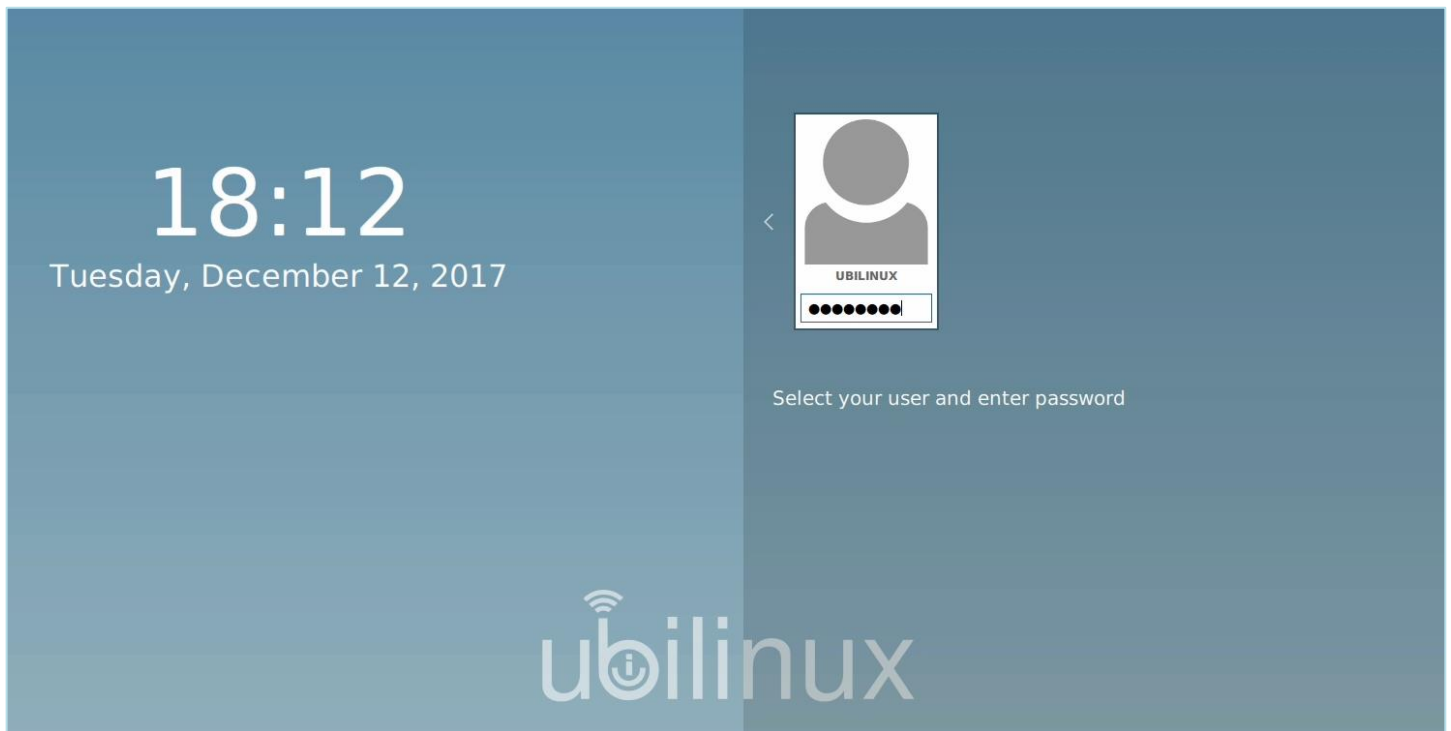 18:12
Tuesday, December 12, 2017
UBILINUX
●●●●●●●●
Select your user and enter password
ubilinux